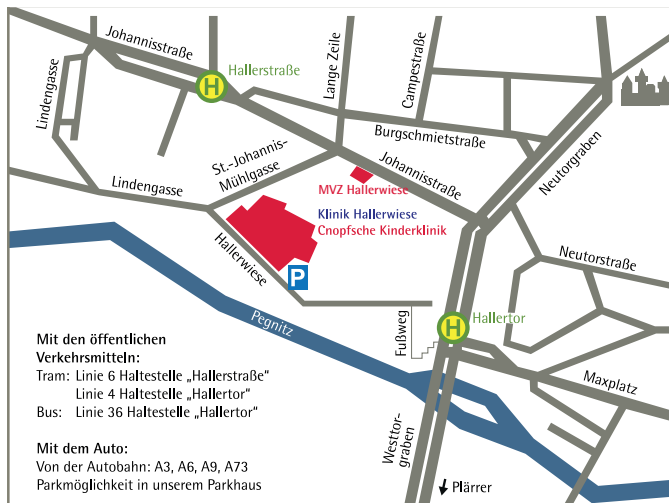 Johannisstraße
Lindengasse
H Hallerstraße
Lange Zeile
Campestraße
Burgschmietstraße
Neutorgraben
St.-Johannis-
Mühlgasse
Johannisstraße
MVZ Hallerwiese
Lindengasse
Klinik Hallerwiese
Cnopfsche Kinderklinik
Hallerwiese
P
Neutorstraße
Pegnitz
Fußweg
H Hallertor
Maxplatz
Westtor-
graben
Plärrer
Mit den öffentlichen
Verkehrsmitteln:
Tram: Linie 6 Haltestelle „Hallerstraße“
Linie 4 Haltestelle „Hallertor“
Bus: Linie 36 Haltestelle „Hallertor“
Mit dem Auto:
Von der Autobahn: A3, A6, A9, A73
Parkmöglichkeit in unserem Parkhaus